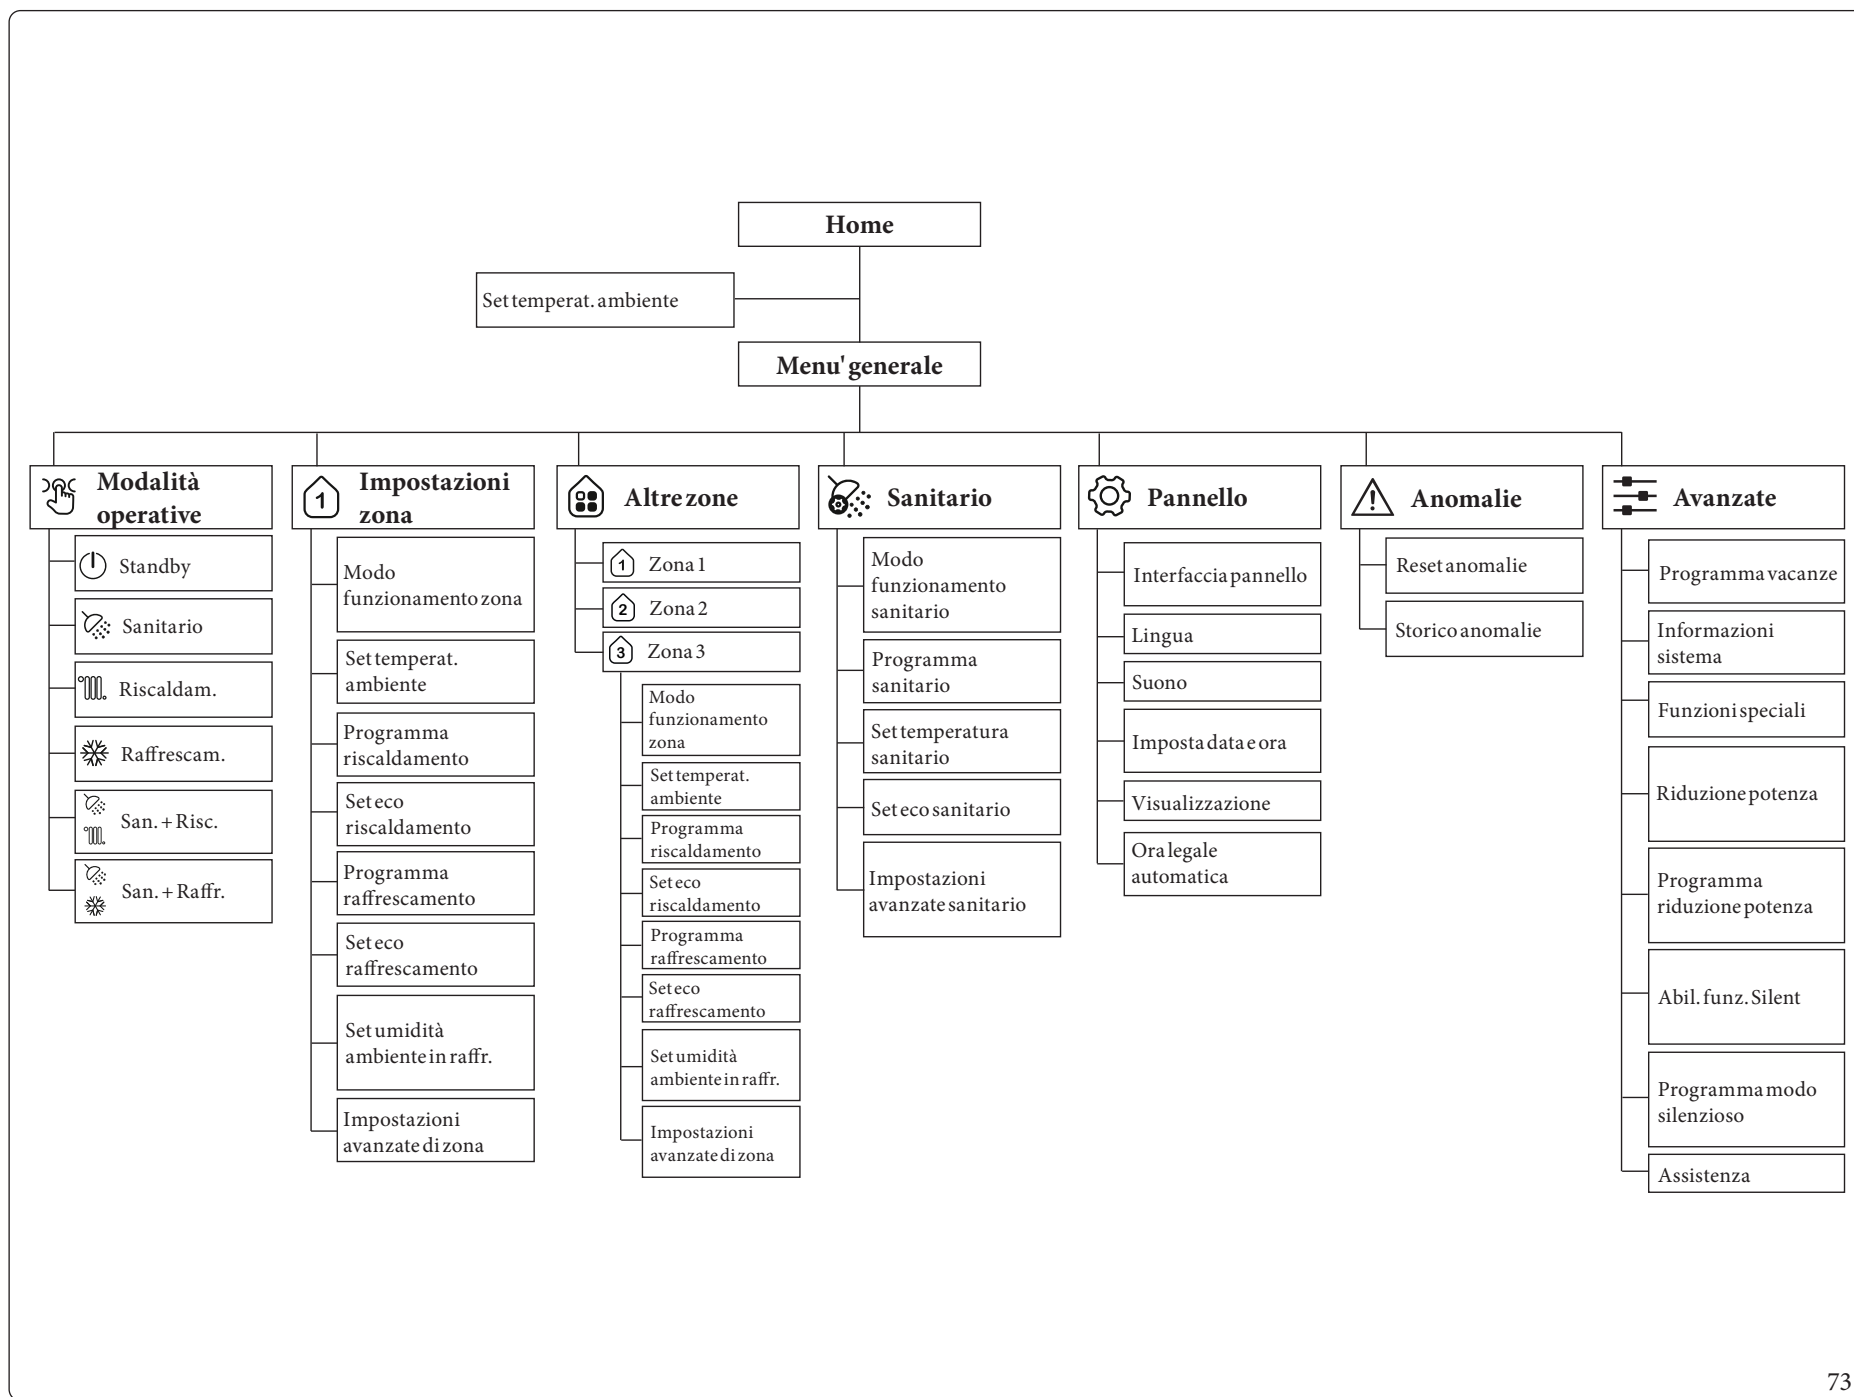 Home
Set temperat. ambiente
Menu' generale
Modalità
operative
Standby
Sanitario
Riscaldam.
Raffrescam.
San. + Risc.
San. + Raffr.
1
Impostazioni
zona
Modo
funzionamento zona
Set temperat.
ambiente
Programma
riscaldamento
Set eco
riscaldamento
Programma
raffrescamento
Set eco
raffrescamento
Set umidità
ambiente in raffr.
Impostazioni
avanzate di zona
Altre zone
1 Zona 1
2 Zona 2
3 Zona 3
Modo
funzionamento
zona
Set temperat.
ambiente
Programma
riscaldamento
Set eco
riscaldamento
Programma
raffrescamento
Set eco
raffrescamento
Set umidità
ambiente in raffr.
Impostazioni
avanzate di zona
Sanitario
Modo
funzionamento
sanitario
Programma
sanitario
Set temperatura
sanitario
Set eco sanitario
Impostazioni
avanzate sanitario
Pannello
Interfaccia pannello
Lingua
Suono
Imposta data e ora
Visualizzazione
Ora legale
automatica
Anomalie
Reset anomalie
Storico anomalie
Avanzate
Programma vacanze
Informazioni
sistema
Funzioni speciali
Riduzione potenza
Programma
riduzione potenza
Abil. funz. Silent
Programma modo
silenzioso
Assistenza
73